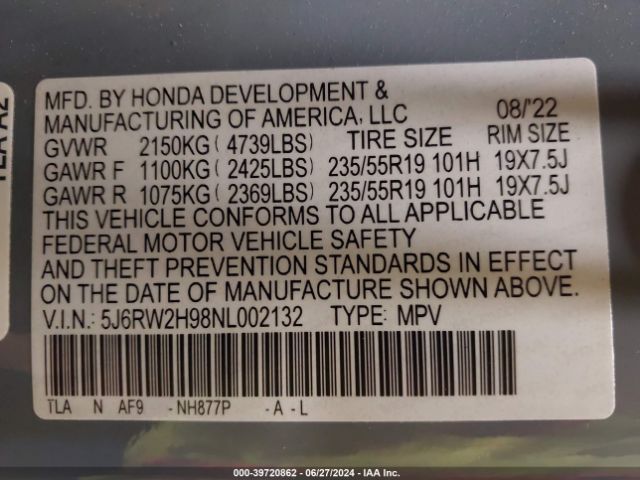 MFD. BY HONDA DEVELOPMENT &
MANUFACTURING OF AMERICA, LLC 08/'22
GVWR 2150KG( 4739LBS) TIRE SIZE RIM SIZE
GAWR F 1100KG( 2425LBS) 235/55R19 101H 19X7.5J
GAWR R 1075KG( 2369LBS) 235/55R19 101H 19X7.5J
THIS VEHICLE CONFORMS TO ALL APPLICABLE
FEDERAL MOTOR VEHICLE SAFETY
AND THEFT PREVENTION STANDARDS IN EFFECT
ON THE DATE OF MANUFACTURE SHOWN ABOVE.
V.I.N.: 5J6RW2H98NL002132 TYPE: MPV
TLA N AF9 -NH877P -A-L
TLA A2
000-39720862 - 06/27/2024 - IAA Inc.